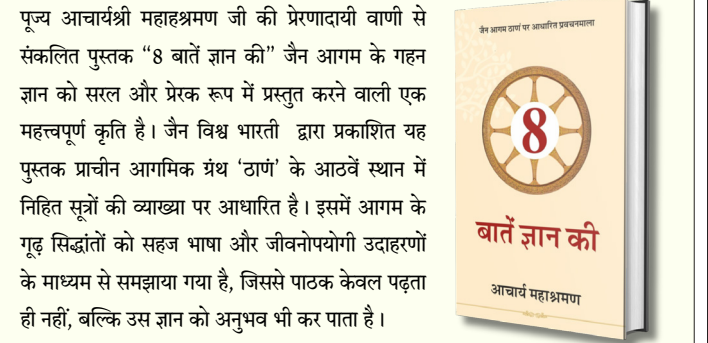 पूज्य आचार्यश्री महाहश्रमण जी की प्रेरणादायी वाणी से
संकलित पुस्तक “8 बातें ज्ञान की” जैन आगम के गहन
ज्ञान को सरल और प्रेरक रूप में प्रस्तुत करने वाली एक
महत्त्वपूर्ण कृति है। जैन विश्व भारती द्वारा प्रकाशित यह
पुस्तक प्राचीन आगमिक ग्रंथ ‘ठाणं’ के आठवें स्थान में
निहित सूत्रों की व्याख्या पर आधारित है। इसमें आगम के
गूढ़ सिद्धांतों को सहज भाषा और जीवनोपयोगी उदाहरणों
के माध्यम से समझाया गया है, जिससे पाठक केवल पढ़ता
ही नहीं, बल्कि उस ज्ञान को अनुभव भी कर पाता है।
जैन आगम ठाणं पर आधारित प्रवचनमाला
8
बातें ज्ञान की
आचार्य महाश्रमण